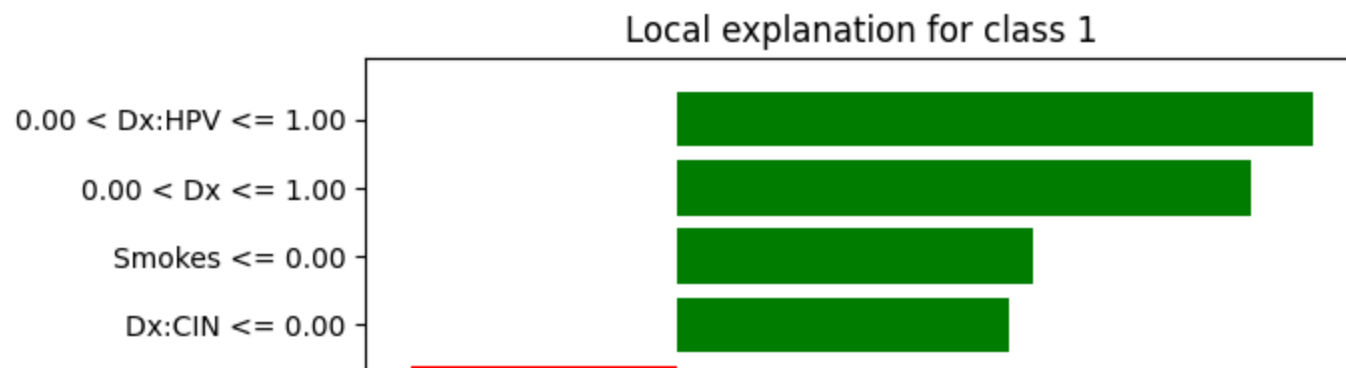 Local explanation for class 1
0.00 < Dx:HPV <= 1.00
0.00 < Dx <= 1.00
Smokes <= 0.00
Dx:CIN <= 0.00